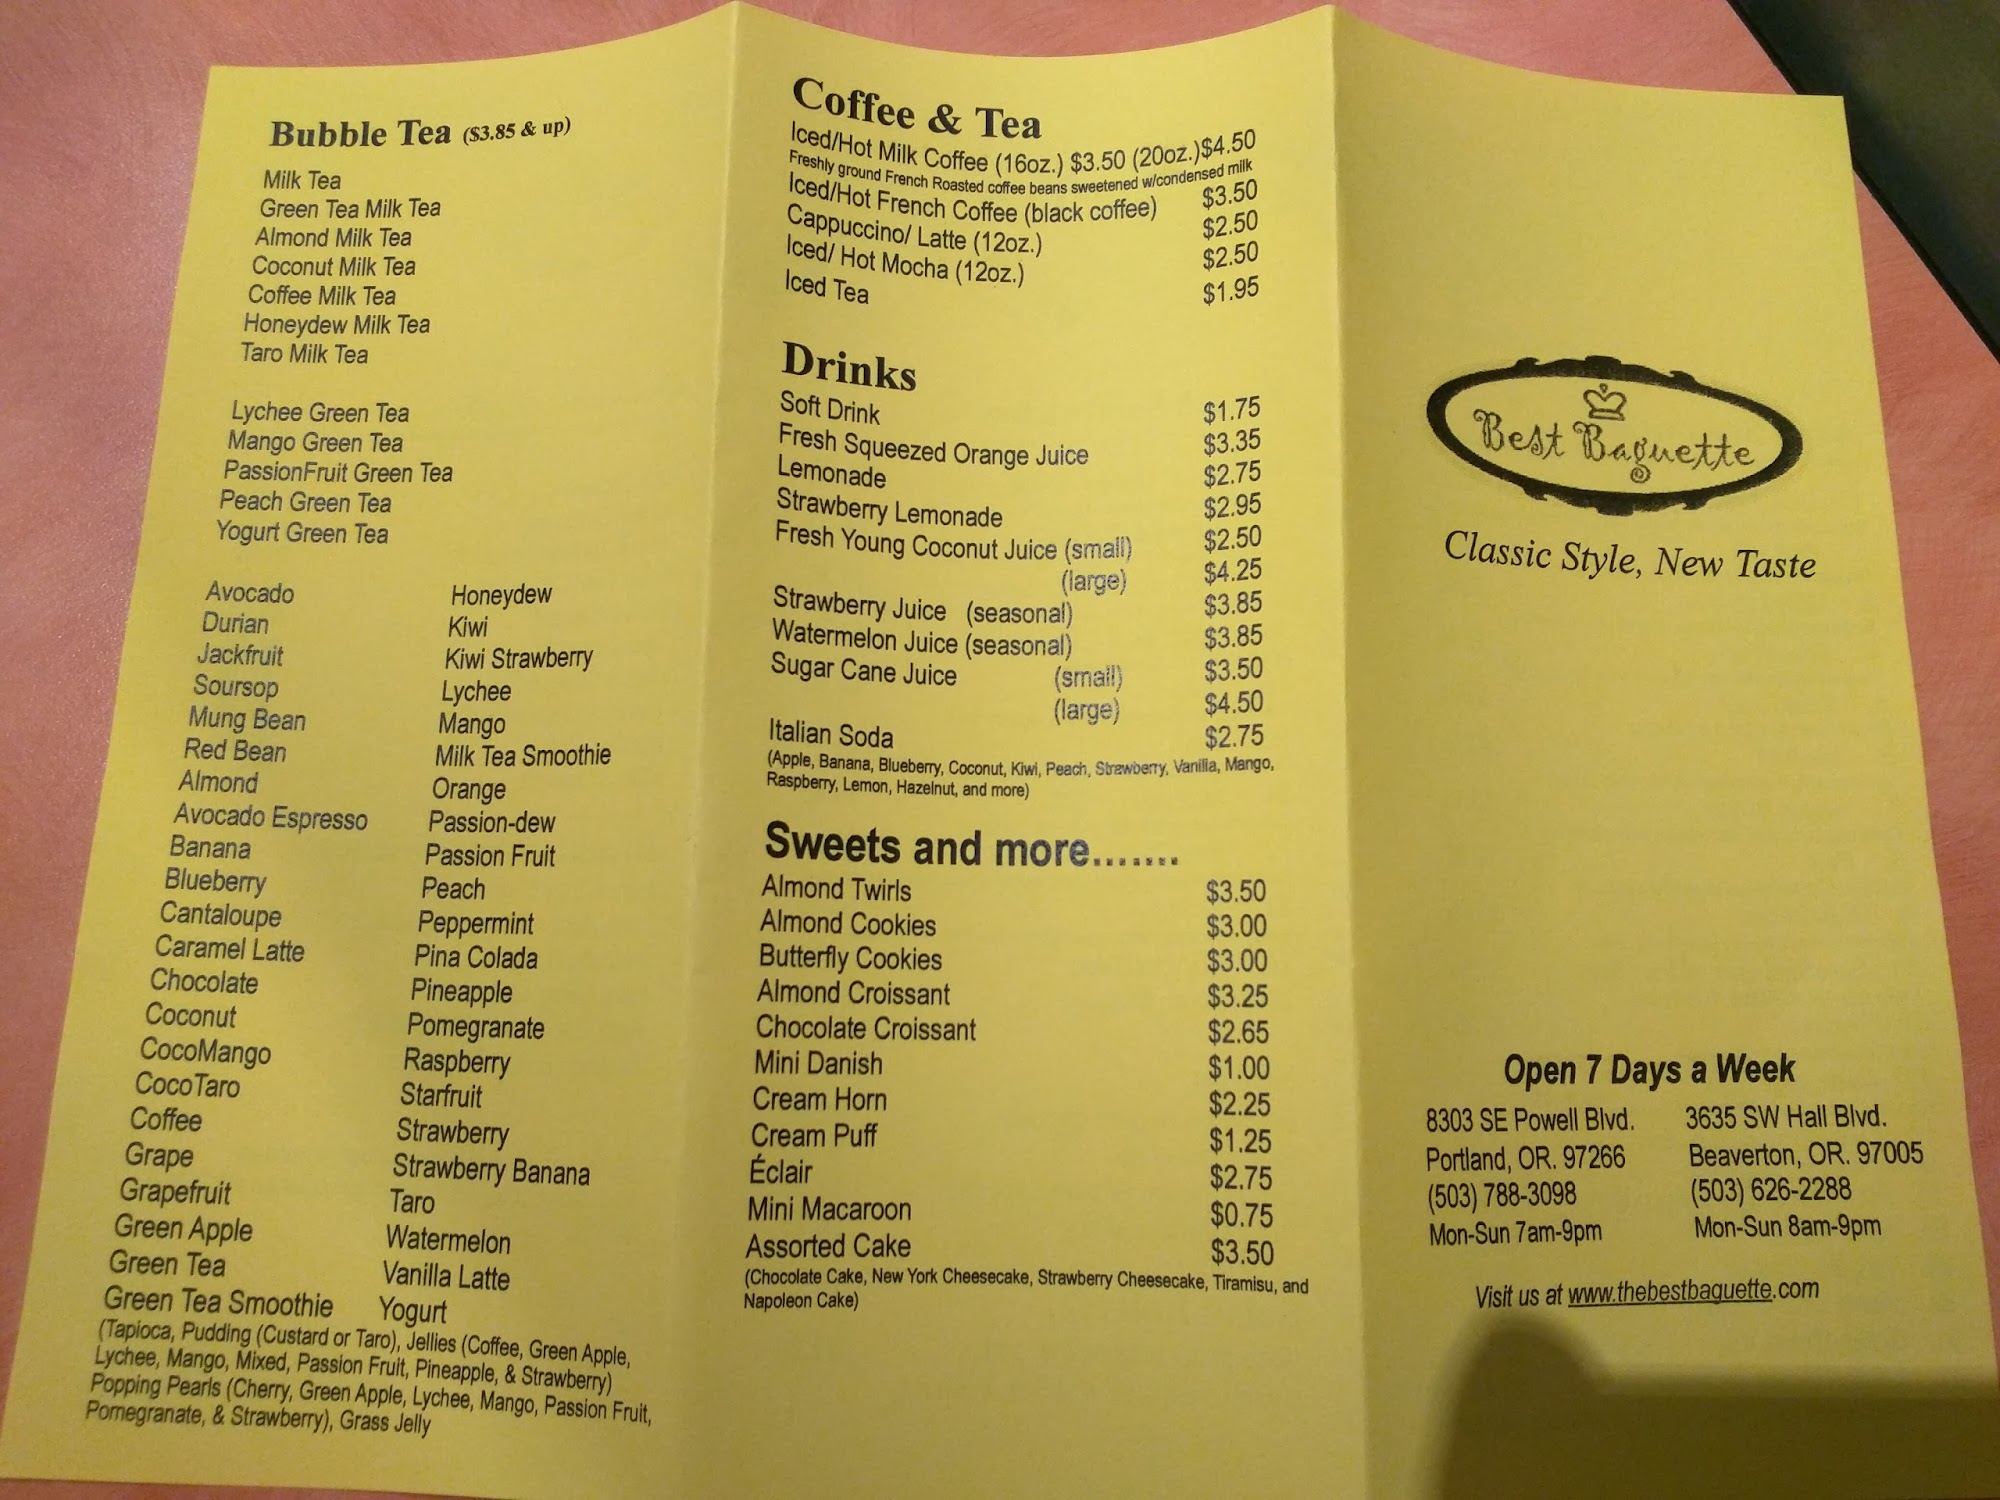 Bubble Tea ($3.85 & up)
Milk Tea
Green Tea Milk Tea
Almond Milk Tea
Coconut Milk Tea
Coffee Milk Tea
Honeydew Milk Tea
Taro Milk Tea
Lychee Green Tea
Mango Green Tea
PassionFruit Green Tea
Peach Green Tea
Yogurt Green Tea
Avocado Honeydew
Durian Kiwi
Jackfruit Kiwi Strawberry
Soursop Lychee
Mung Bean Mango
Red Bean Milk Tea Smoothie
Almond Orange
Avocado Espresso Passion-dew
Banana Passion Fruit
Blueberry Peach
Cantaloupe Peppermint
Caramel Latte Pina Colada
Chocolate Pineapple
Coconut Pomegranate
CocoMango Raspberry
CocoTaro Starfruit
Coffee Strawberry
Grape Strawberry Banana
Grapefruit Taro
Green Apple Watermelon
Green Tea Vanilla Latte
Green Tea Smoothie Yogurt
(Tapioca, Pudding (Custard or Taro), Jellies (Coffee, Green Apple,
Lychee, Mango, Mixed, Passion Fruit, Pineapple, & Strawberry)
Popping Pearls (Cherry, Green Apple, Lychee, Mango, Passion Fruit,
Pomegranate, & Strawberry), Grass Jelly
Coffee & Tea
Iced/Hot Milk Coffee (16oz.) $3.50 (20oz.)$4.50
Freshly ground French Roasted coffee beans sweetened w/condensed milk
Iced/Hot French Coffee (black coffee) $3.50
Cappuccino/ Latte (12oz.) $2.50
Iced/ Hot Mocha (12oz.) $2.50
Iced Tea $1.95
Drinks
Soft Drink $1.75
Fresh Squeezed Orange Juice $3.35
Lemonade $2.75
Strawberry Lemonade $2.95
Fresh Young Coconut Juice (small) $2.50
(large) $4.25
Strawberry Juice (seasonal) $3.85
Watermelon Juice (seasonal) $3.85
Sugar Cane Juice (small) $3.50
(large) $4.50
Italian Soda $2.75
(Apple, Banana, Blueberry, Coconut, Kiwi, Peach, Strawberry, Vanilla, Mango,
Raspberry, Lemon, Hazelnut, and more)
Sweets and more.......
Almond Twirls $3.50
Almond Cookies $3.00
Butterfly Cookies $3.00
Almond Croissant $3.25
Chocolate Croissant $2.65
Mini Danish $1.00
Cream Horn $2.25
Cream Puff $1.25
Éclair $2.75
Mini Macaroon $0.75
Assorted Cake $3.50
(Chocolate Cake, New York Cheesecake, Strawberry Cheesecake, Tiramisu, and
Napoleon Cake)
Best Baguette
Classic Style, New Taste
Open 7 Days a Week
8303 SE Powell Blvd. 3635 SW Hall Blvd.
Portland, OR. 97266 Beaverton, OR. 97005
(503) 788-3098 (503) 626-2288
Mon-Sun 7am-9pm Mon-Sun 8am-9pm
Visit us at www.thebestbaguette.com